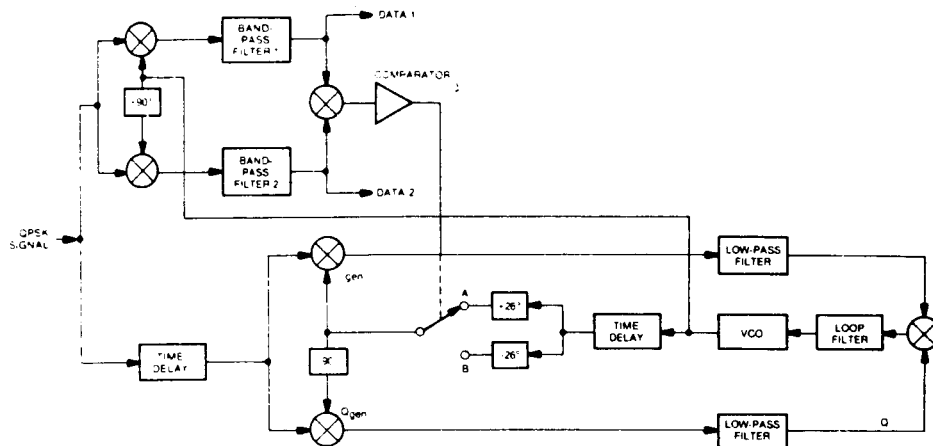 BAND-
PASS
FILTER 1
DATA 1
COMPARATOR
90°
BAND-
PASS
FILTER 2
DATA 2
QPSK
SIGNAL
gen
LOW-PASS
FILTER
A
26°
TIME
DELAY
VCO
LOOP
FILTER
TIME
DELAY
90
B
26°
Qgen
LOW-PASS
FILTER
Q